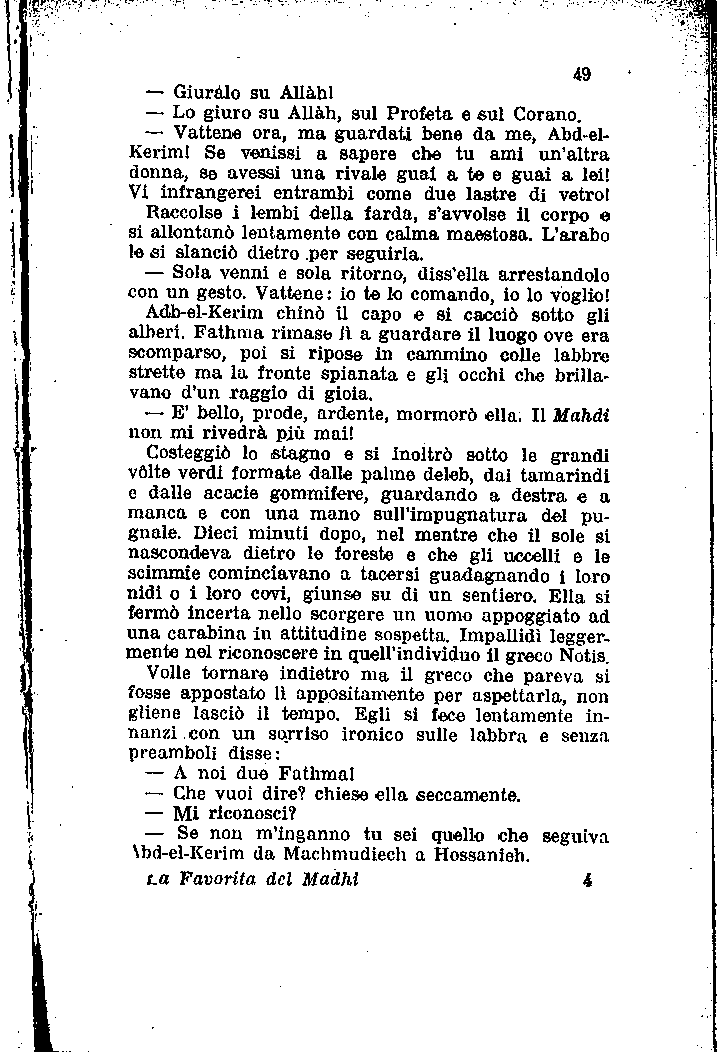 49
— Giurálo su Allàh!
— Lo giuro su Allàh, sul Profeta e sul Corano.
— Vattene ora, ma guardati bene da me, Abd-el-
Kerim! Se venissi a sapere che tu ami un'altra
donna, se avessi una rivale guai a te e guai a lei!
Vi infrangerei entrambi come due lastre di vetro!
Raccolse i lembi della farda, s'avvolse il corpo e
si allontanò lentamente con calma maestosa. L'arabo
le si slanciò dietro per seguirla.
— Sola venni e sola ritorno, diss'ella arrestandolo
con un gesto. Vattene: io te lo comando, io lo voglio!
Adb-el-Kerim chinò il capo e si cacciò sotto gli
alberi. Fathma rimase lì a guardare il luogo ove era
scomparso, poi si ripose in cammino colle labbre
strette ma la fronte spianata e gli occhi che brilla-
vano d'un raggio di gioia.
— E' bello, prode, ardente, mormorò ella. Il Mahdi
non mi rivedrà più mai!
Costeggiò lo stagno e si inoltrò sotto le grandi
vôlte verdi formate dalle palme deleb, dai tamarindi
e dalle acacie gommifere, guardando a destra e a
manca e con una mano sull'impugnatura del pu-
gnale. Dieci minuti dopo, nel mentre che il sole si
nascondeva dietro le foreste e che gli uccelli e le
scimmie cominciavano a tacersi guadagnando i loro
nidi o i loro covi, giunse su di un sentiero. Ella si
fermò incerta nello scorgere un uomo appoggiato ad
una carabina in attitudine sospetta. Impallidì legger-
mente nel riconoscere in quell'individuo il greco Notis.
Volle tornare indietro ma il greco che pareva si
fosse appostato lì appositamente per aspettarla, non
gliene lasciò il tempo. Egli si fece lentamente in-
nanzi con un sorriso ironico sulle labbra e senza
preamboli disse:
— A noi due Fathma!
— Che vuoi dire? chiese ella seccamente.
— Mi riconosci?
— Se non m'inganno tu sei quello che seguiva
Abd-el-Kerim da Machmudiech a Hossanieh.
La Favorita del Madhi 4